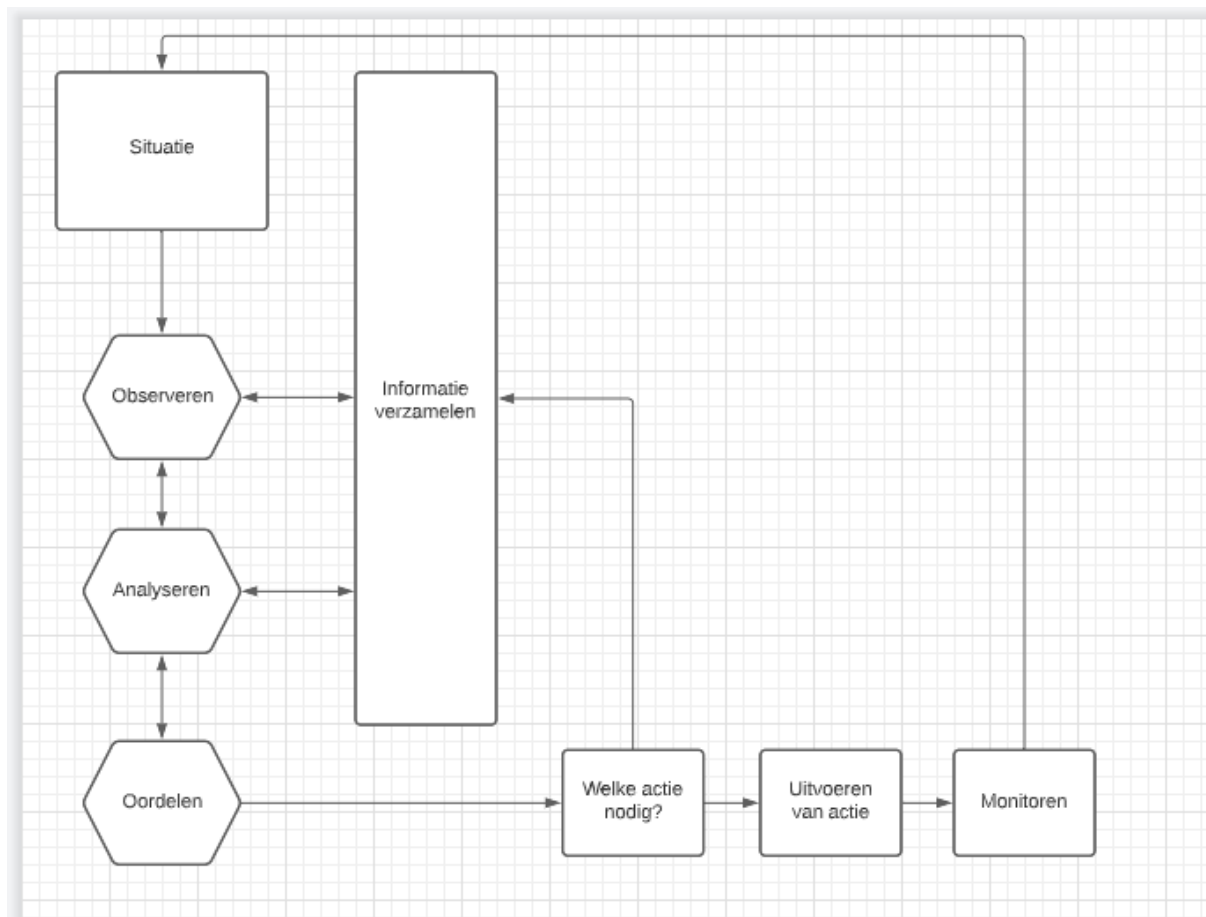 Situatie
Observeren
Informatie
verzamelen
Analyseren
Oordelen
Welke actie
nodig?
Uitvoeren
van actie
Monitoren